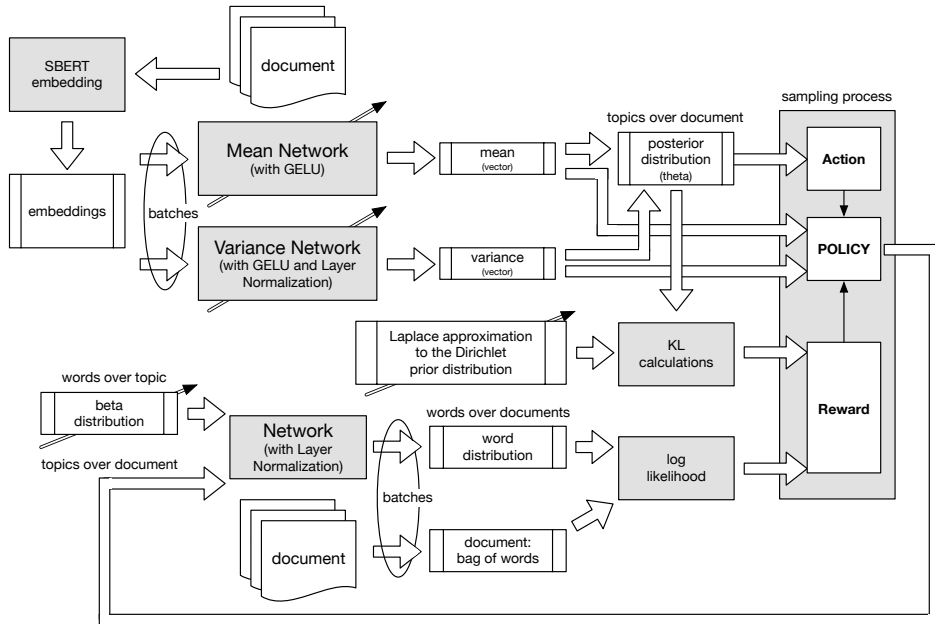 SBERT
embedding
document
embeddings
batches
Mean Network
(with GELU)
Variance Network
(with GELU and Layer
Normalization)
mean
(vector)
variance
(vector)
topics over document
posterior
distribution
(theta)
sampling process
Action
POLICY
Reward
Laplace approximation
to the Dirichlet
prior distribution
KL
calculations
words over topic
beta
distribution
topics over document
Network
(with Layer
Normalization)
document
batches
words over documents
word
distribution
document:
bag of words
log
likelihood